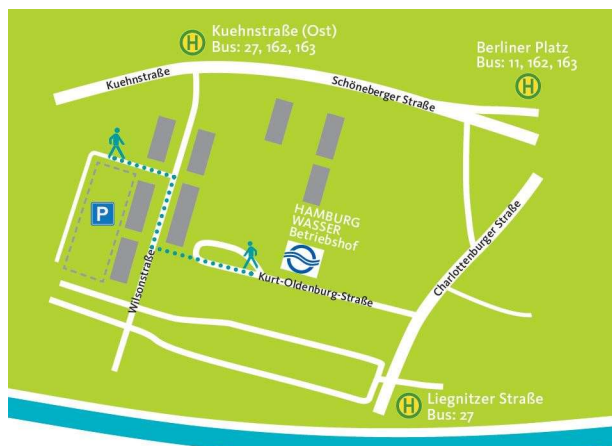 H
Kuehnstraße (Ost)
Bus: 27, 162, 163
Berliner Platz
Bus: 11, 162, 163
H
Kuehnstraße
Schöneberger Straße
P
HAMBURG
WASSER
Betriebshof
Charlottenburger Straße
Wilsonstraße
Kurt-Oldenburg-Straße
H
Liegnitzer Straße
Bus: 27